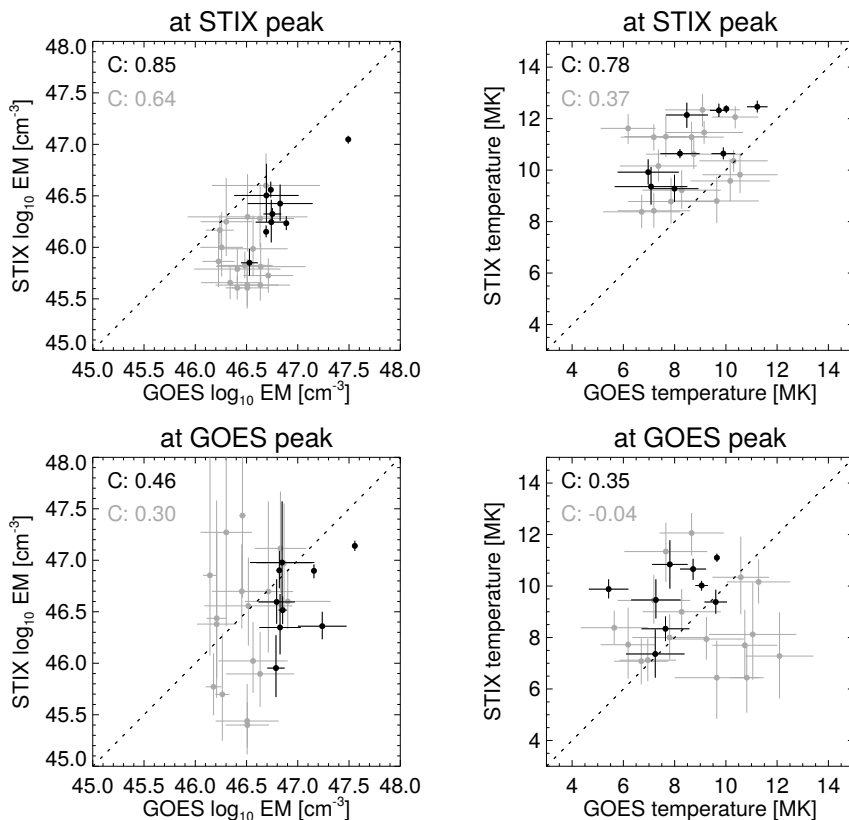 at STIX peak
48.0
47.5
47.0
46.5
46.0
45.5
45.0
STIX log₁₀ EM [cm⁻³]
C: 0.85
C: 0.64
45.0 45.5 46.0 46.5 47.0 47.5 48.0
GOES log₁₀ EM [cm⁻³]
at STIX peak
14
12
10
8
6
4
STIX temperature [MK]
C: 0.78
C: 0.37
4 6 8 10 12 14
GOES temperature [MK]
at GOES peak
48.0
47.5
47.0
46.5
46.0
45.5
45.0
STIX log₁₀ EM [cm⁻³]
C: 0.46
C: 0.30
45.0 45.5 46.0 46.5 47.0 47.5 48.0
GOES log₁₀ EM [cm⁻³]
at GOES peak
14
12
10
8
6
4
STIX temperature [MK]
C: 0.35
C: -0.04
4 6 8 10 12 14
GOES temperature [MK]